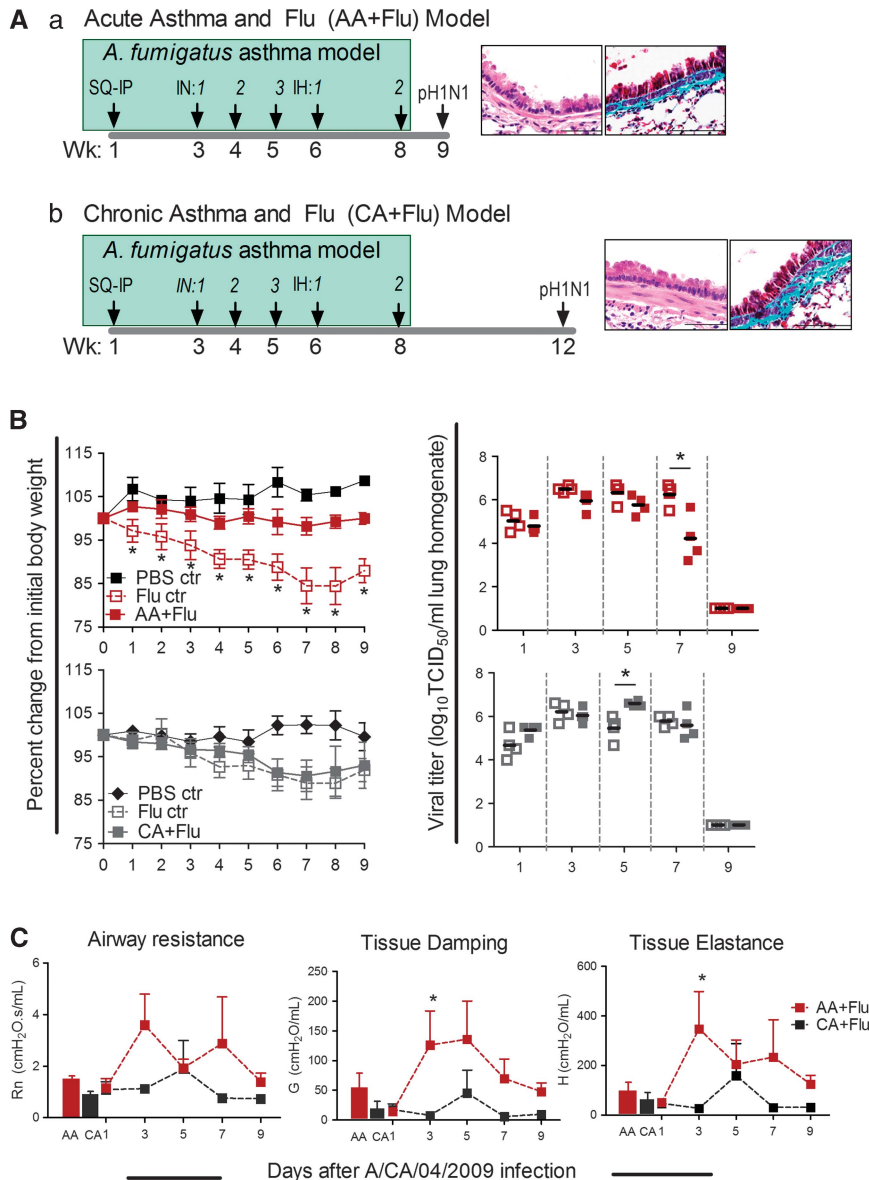 A a Acute Asthma and Flu (AA+Flu) Model
A. fumigatus asthma model
SQ-IP IN:1 2 3 IH:1 2 pH1N1
Wk: 1 3 4 5 6 8 9
b Chronic Asthma and Flu (CA+Flu) Model
A. fumigatus asthma model
SQ-IP IN:1 2 3 IH:1 2 pH1N1
Wk: 1 3 4 5 6 8 12
B
Percent change from initial body weight
115
105
95
85
75
* * * * * * * * *
PBS ctr
Flu ctr
AA+Flu
0 1 2 3 4 5 6 7 8 9
115
105
95
85
75
PBS ctr
Flu ctr
CA+Flu
0 1 2 3 4 5 6 7 8 9
Viral titer (log10TCID50/ml lung homogenate)
8
6
4
2
0
*
1 3 5 7 9
8
6
4
2
0
*
1 3 5 7 9
C
Airway resistance
Rn (cmH2O.s/mL)
6
4
2
0
AA CA 1 3 5 7 9
Tissue Damping
G (cmH2O/mL)
250
200
150
100
50
0
*
AA CA 1 3 5 7 9
Tissue Elastance
H (cmH2O/mL)
600
400
200
0
*
AA CA 1 3 5 7 9
AA+Flu
CA+Flu
Days after A/CA/04/2009 infection